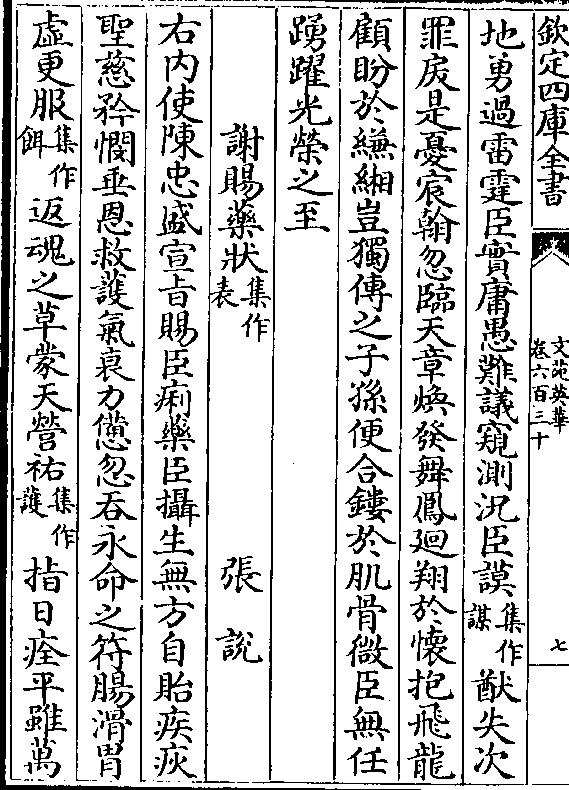 欽定四庫全書
文苑英華
卷六百三十
七
地勇過雷霆臣實庸愚難議窺測況臣謨集作謀猷失次
罪戾是憂宸翰忽臨天章煥發舞鳳廻翔於懷抱飛龍
顧盼於縑緗豈獨傳之子孫便合鏤於肌骨微臣無任
踴躍光榮之至
謝賜藥狀集作表 張說
右內使陳忠盛宣旨賜臣痢藥臣攝生無方自貽疾疢
聖慈矜憫垂恩救護氣衰力憊忽吞永命之符腸滑胃
虛更服集作餌返魂之草蒙天營祐集作護指日痊平雖萬